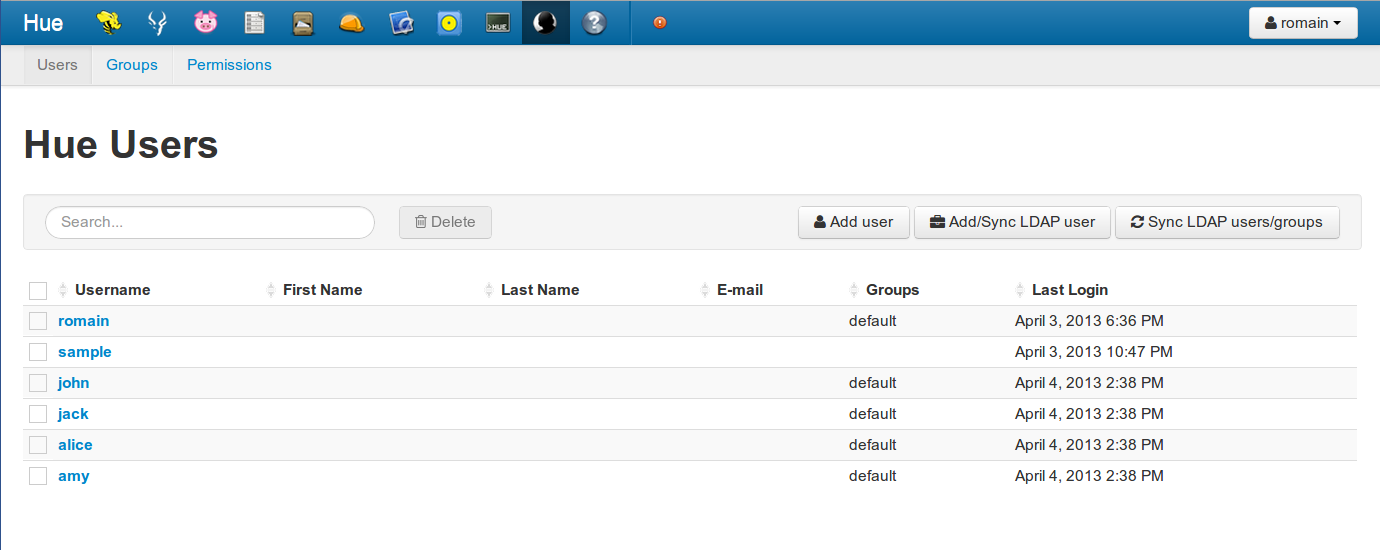 Hue >HUE ? romain
Users Groups Permissions
Hue Users
Search... Delete Add user Add/Sync LDAP user Sync LDAP users/groups
Username First Name Last Name E-mail Groups Last Login
romain default April 3, 2013 6:36 PM
sample April 3, 2013 10:47 PM
john default April 4, 2013 2:38 PM
jack default April 4, 2013 2:38 PM
alice default April 4, 2013 2:38 PM
amy default April 4, 2013 2:38 PM